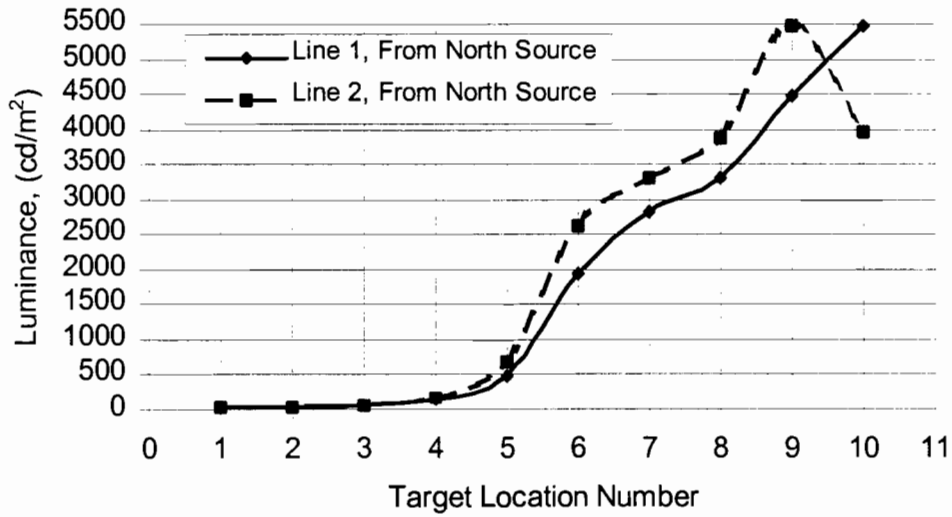 5500
5000
4500
4000
3500
3000
2500
2000
1500
1000
500
0
Luminance, (cd/m²)
Line 1, From North Source
Line 2, From North Source
0 1 2 3 4 5 6 7 8 9 10 11
Target Location Number